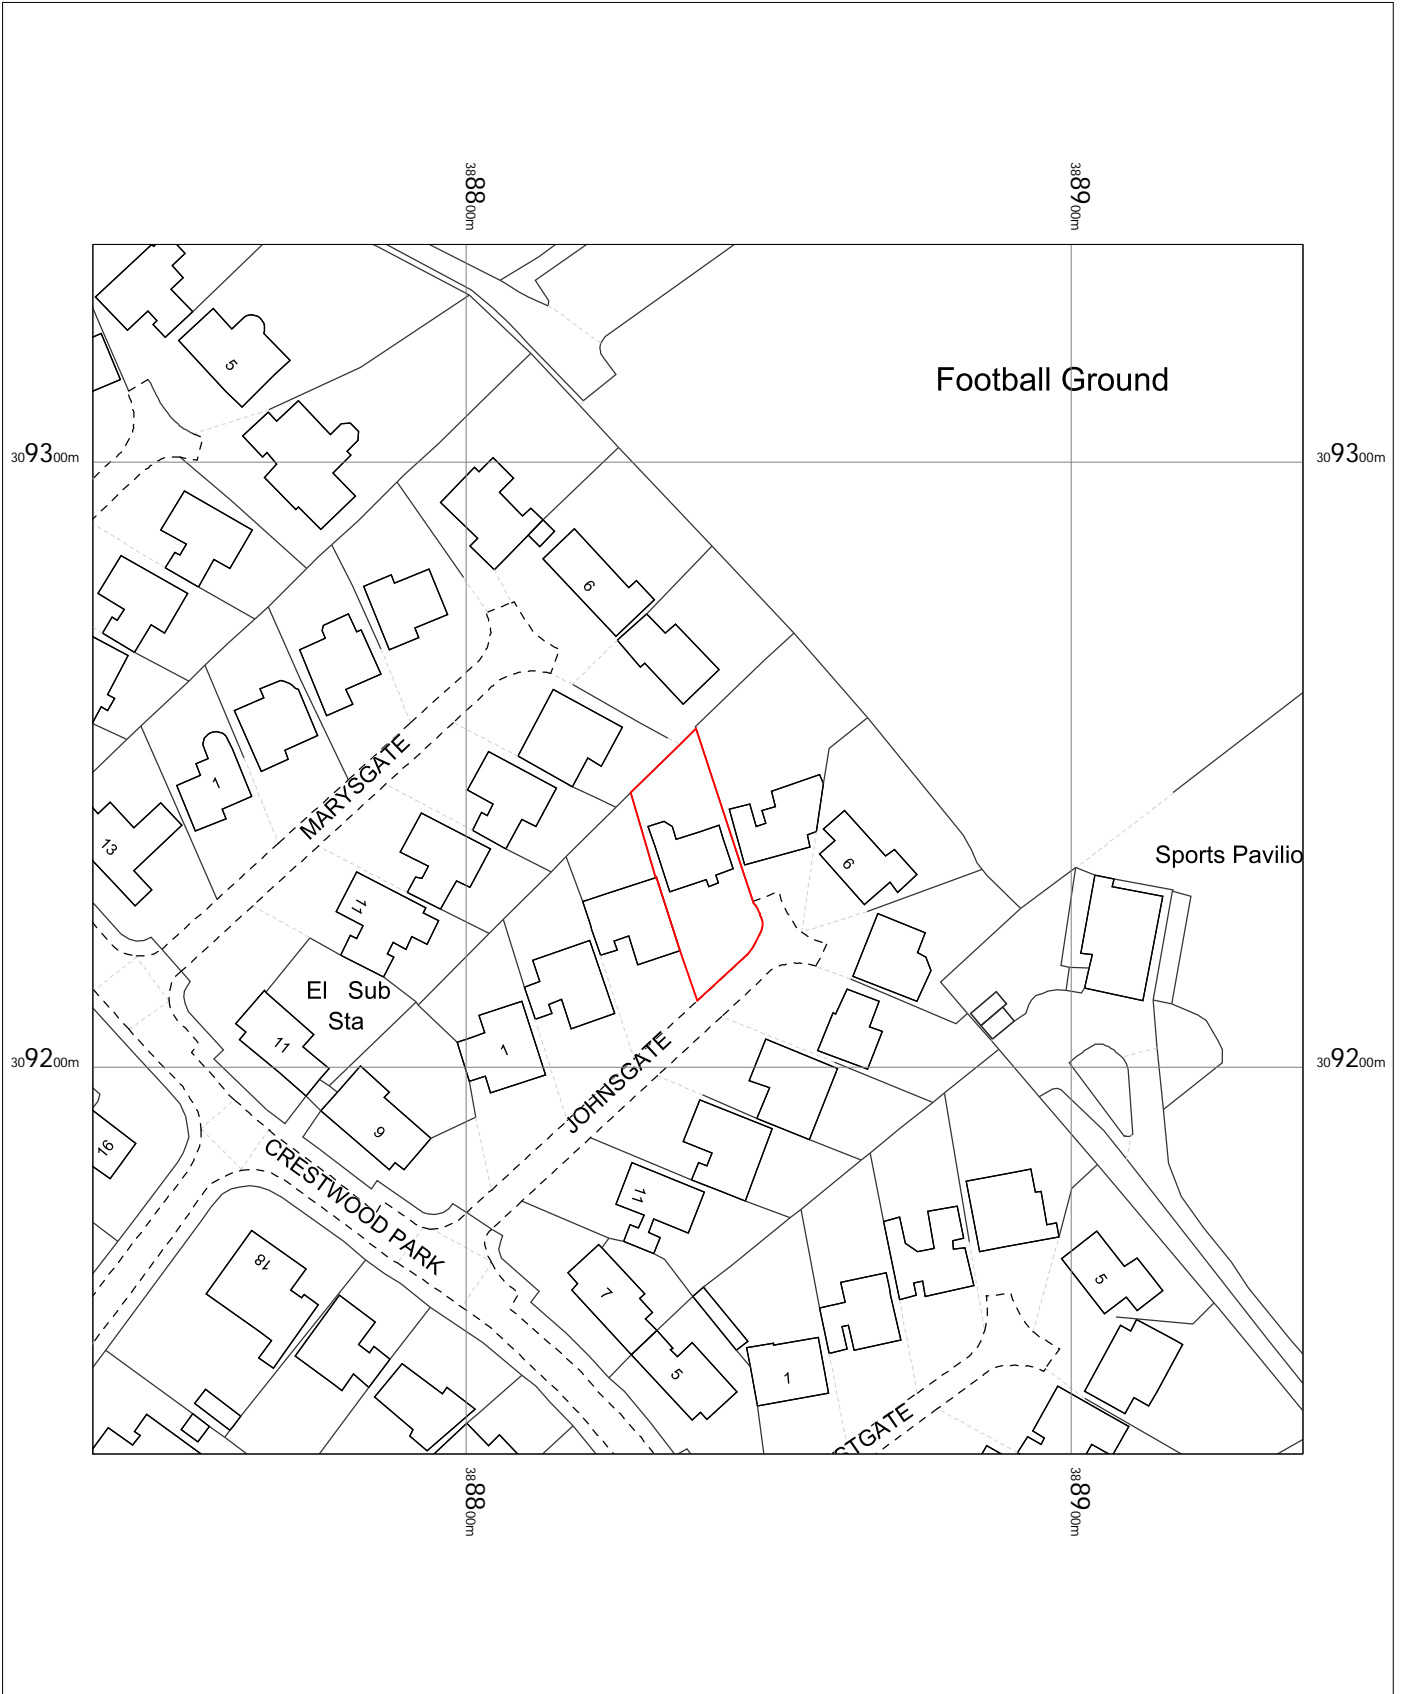 3888 00m
3889 00m
Football Ground
3093 00m
3093 00m
5
6
MARYSGATE
1
13
Sports Pavilio
6
11
El Sub
Sta
11
1
3092 00m
3092 00m
JOHNSGATE
9
16
CRESTWOOD PARK
11
18
7
5
5
1
STGATE
3888 00m
3889 00m